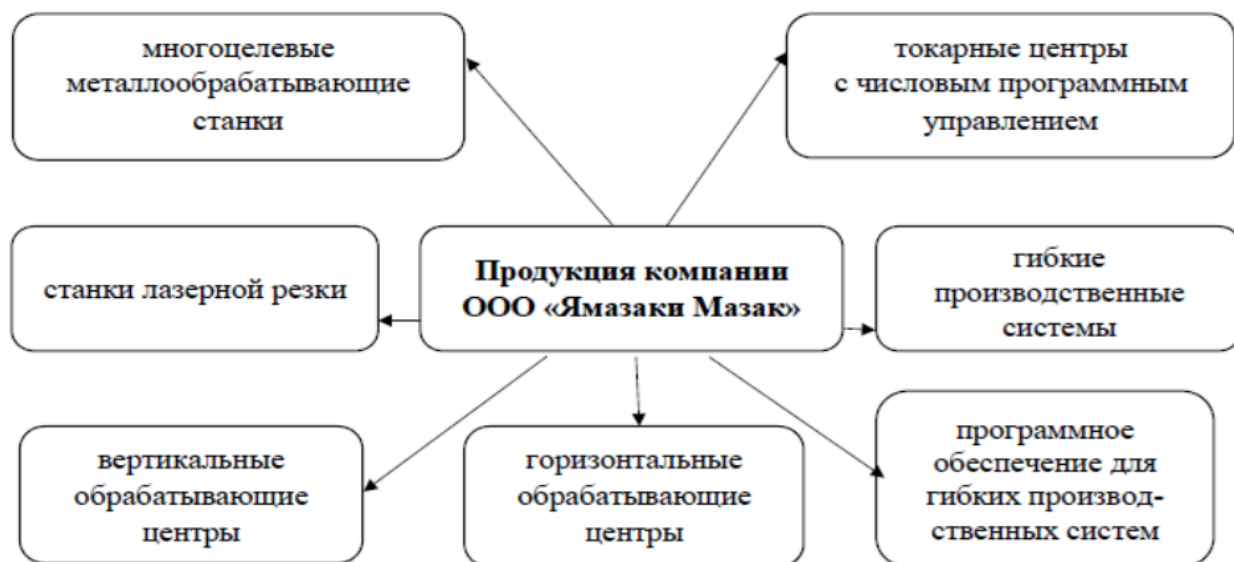 многоцелевые
металлообрабатывающие
станки
токарные центры
с числовым программным
управлением
станки лазерной резки
Продукция компании
ООО «Ямазаки Мазак»
гибкие
производственные
системы
вертикальные
обрабатывающие
центры
горизонтальные
обрабатывающие
центры
программное
обеспечение для
гибких производ-
ственных систем